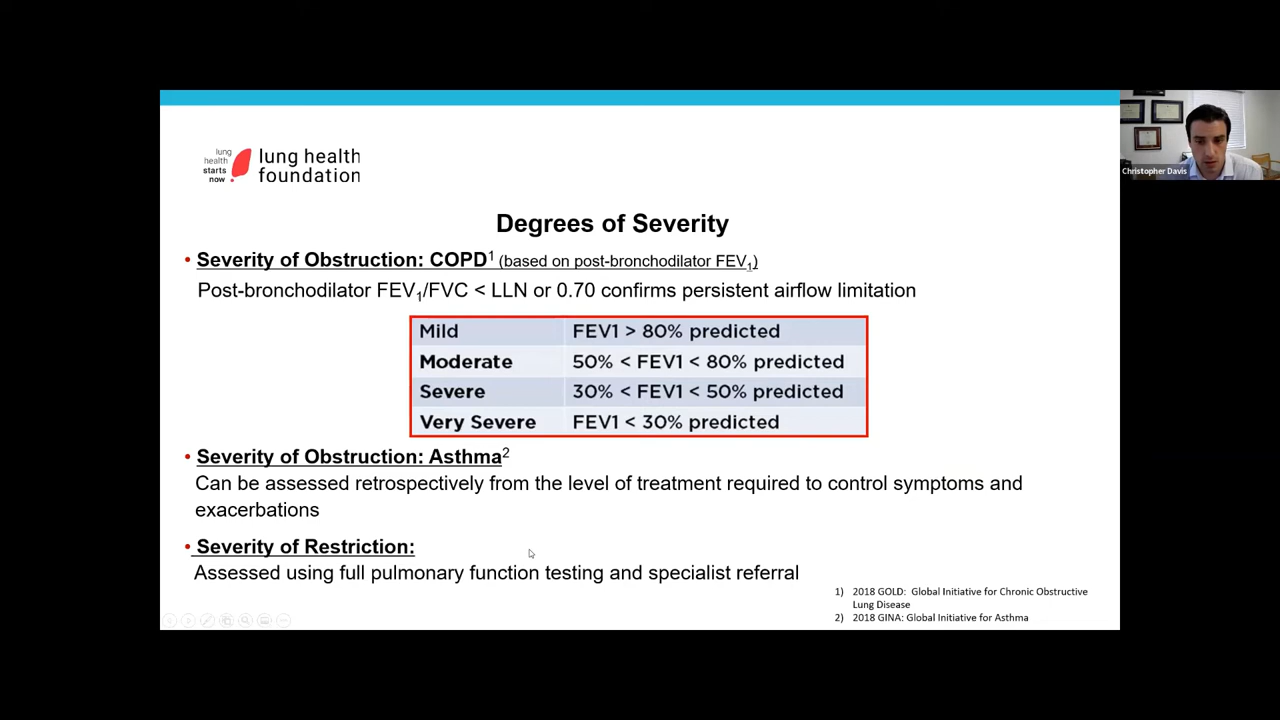 lung
health
starts
now
lung health
foundation
Christopher Davis
Degrees of Severity
• Severity of Obstruction: COPD1 (based on post-bronchodilator FEV1)
Post-bronchodilator FEV1/FVC < LLN or 0.70 confirms persistent airflow limitation
Mild FEV1 > 80% predicted
Moderate 50% < FEV1 < 80% predicted
Severe 30% < FEV1 < 50% predicted
Very Severe FEV1 < 30% predicted
• Severity of Obstruction: Asthma2
Can be assessed retrospectively from the level of treatment required to control symptoms and
exacerbations
• Severity of Restriction:
Assessed using full pulmonary function testing and specialist referral
1) 2018 GOLD: Global Initiative for Chronic Obstructive
Lung Disease
2) 2018 GINA: Global Initiative for Asthma